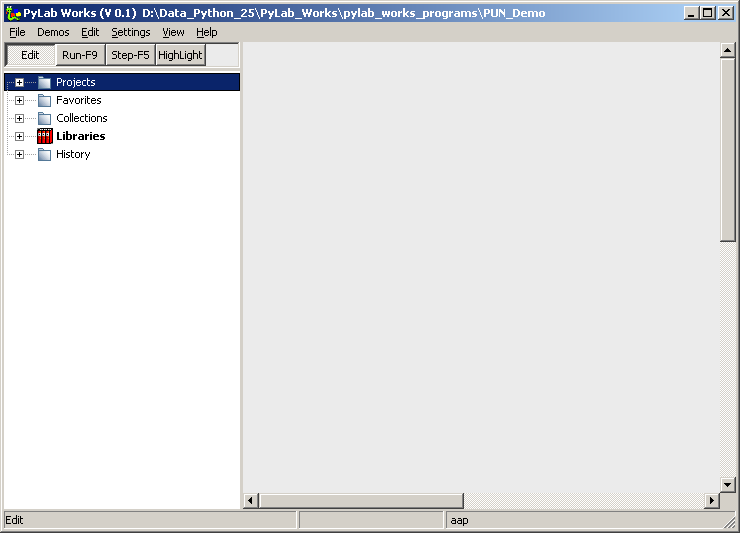 PyLab Works (V 0.1) D:\Data_Python_25\PyLab_Works\pylab_works_programs\PUN_Demo
File Demos Edit Settings View Help
Edit Run-F9 Step-F5 HighLight
Projects
Favorites
Collections
Libraries
History
Edit aap